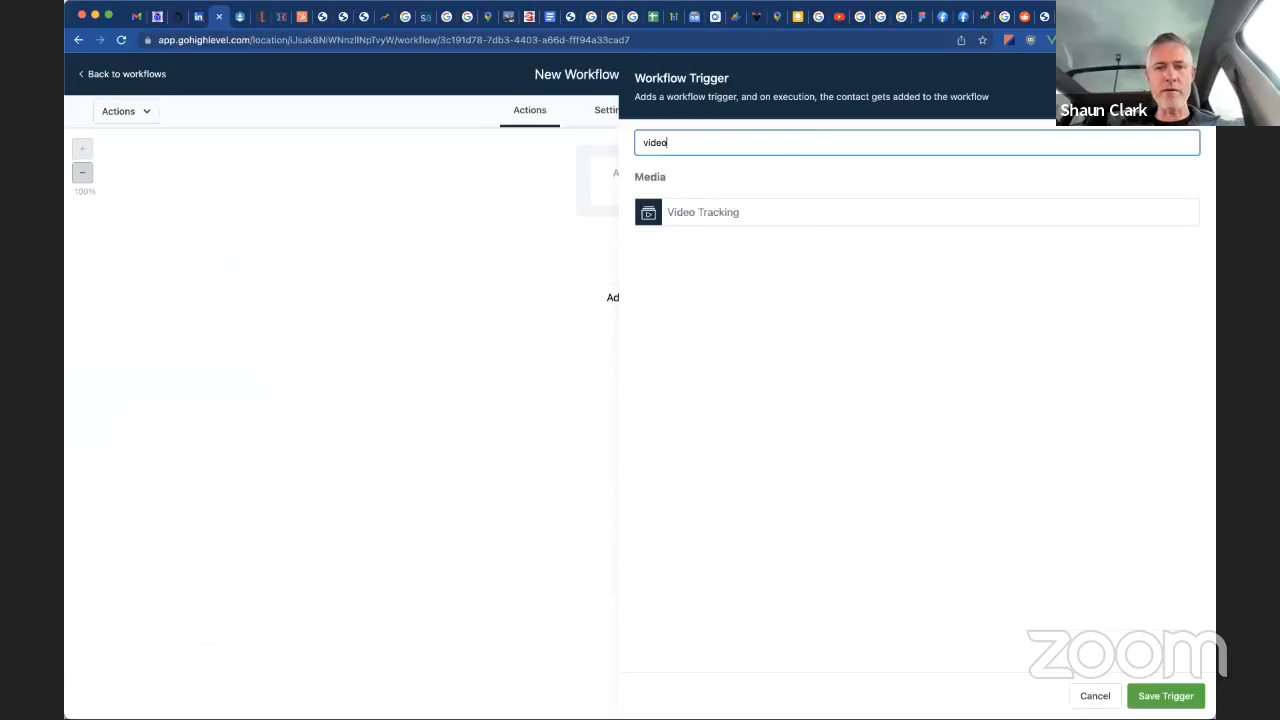 app.gohighlevel.com/location/iJsak8NiWNnzlINpTvyW/workflow/3c191d78-7db3-4403-a66d-fff94a33cad7
Back to workflows
New Workflow
Workflow Trigger
Adds a workflow trigger, and on execution, the contact gets added to the workflow
Shaun Clark
Actions
Actions
Settin
video
+
−
100%
A
Media
Video Tracking
Ad
zoom
Cancel
Save Trigger